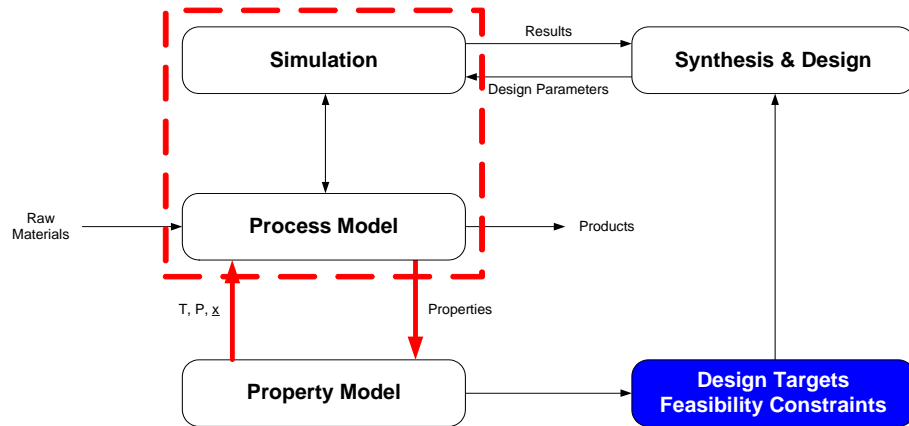 Simulation
Results
Design Parameters
Synthesis & Design
Raw
Materials
Process Model
Products
T, P, x
Properties
Property Model
Design Targets
Feasibility Constraints